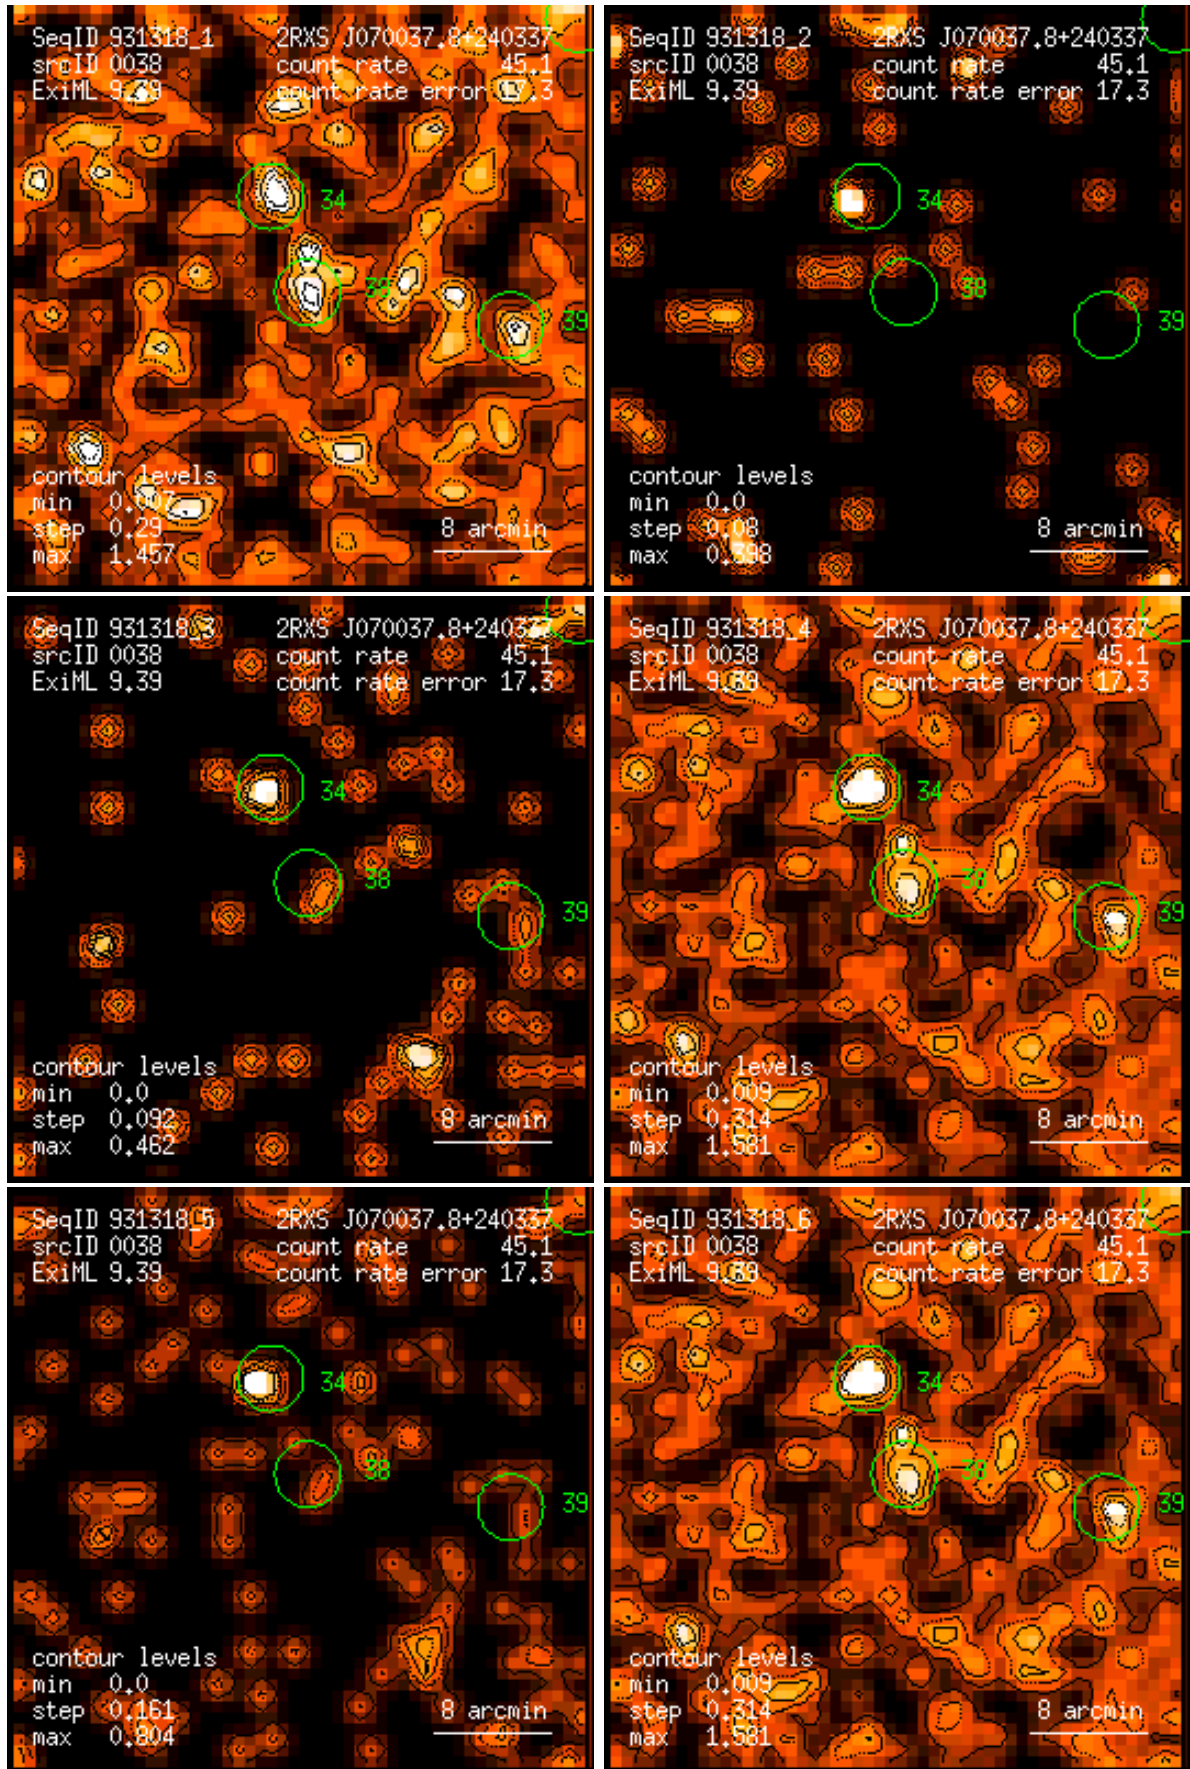 SeqID 931318_1 2RXS J070037.8+240337
srcID 0038 count rate 45.1
ExiML 9.39 count rate error 17.3
34
38
39
contour levels
min 0.007
step 0.29
max 1.457
8 arcmin
SeqID 931318_2 2RXS J070037.8+240337
srcID 0038 count rate 45.1
ExiML 9.39 count rate error 17.3
34
38
39
contour levels
min 0.0
step 0.08
max 0.398
8 arcmin
SeqID 931318_3 2RXS J070037.8+240337
srcID 0038 count rate 45.1
ExiML 9.39 count rate error 17.3
34
38
39
contour levels
min 0.0
step 0.092
max 0.462
8 arcmin
SeqID 931318_4 2RXS J070037.8+240337
srcID 0038 count rate 45.1
ExiML 9.39 count rate error 17.3
34
38
39
contour levels
min 0.009
step 0.314
max 1.581
8 arcmin
SeqID 931318_5 2RXS J070037.8+240337
srcID 0038 count rate 45.1
ExiML 9.39 count rate error 17.3
34
38
39
contour levels
min 0.0
step 0.161
max 0.804
8 arcmin
SeqID 931318_6 2RXS J070037.8+240337
srcID 0038 count rate 45.1
ExiML 9.39 count rate error 17.3
34
38
39
contour levels
min 0.009
step 0.314
max 1.581
8 arcmin